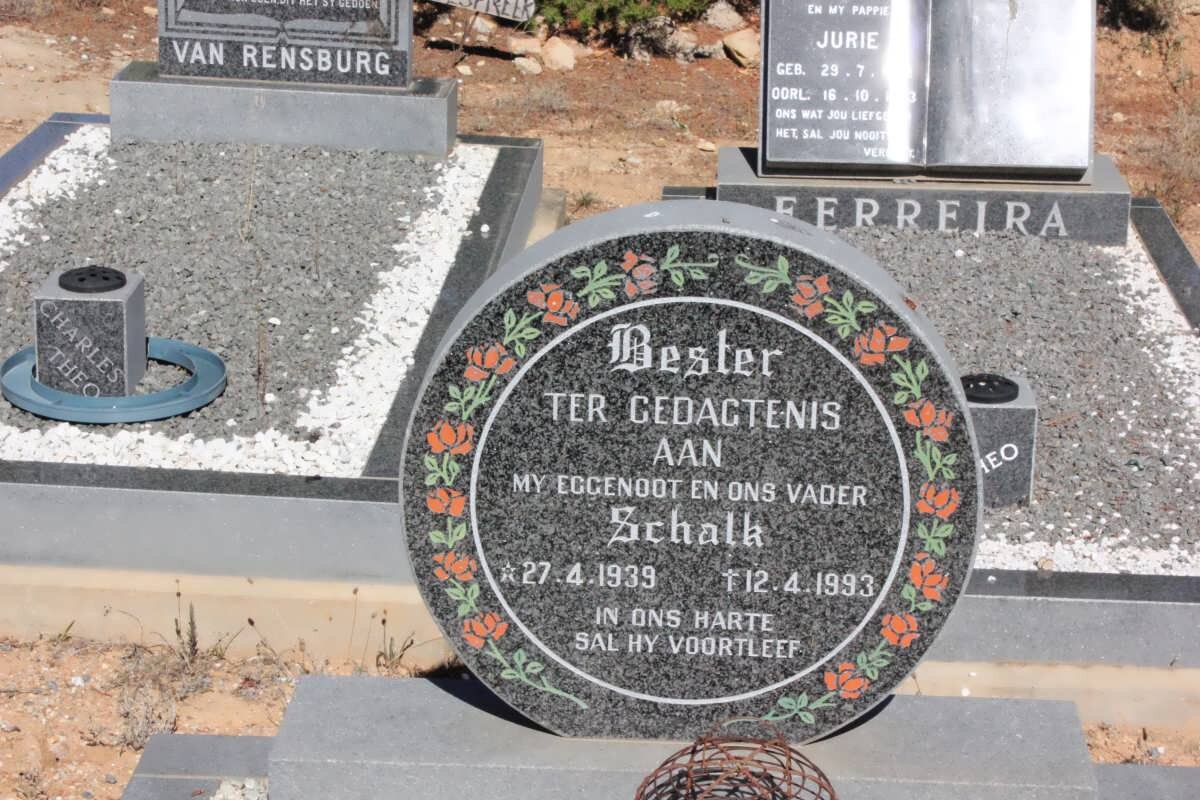 VAN RENSBURG
CHARLES
THEO
EN MY PAPPIE
JURIE
GEB. 29.7.
OORL. 16.10.
ONS WAT JOU
HET, SAL JOU NOOIT
FERREIRA
Bester
TER GEDAGTENIS
AAN
MY EGGENOOT EN ONS VADER
Schalk
☆27.4.1939 †12.4.1993
IN ONS HARTE
SAL HY VOORTLEEF